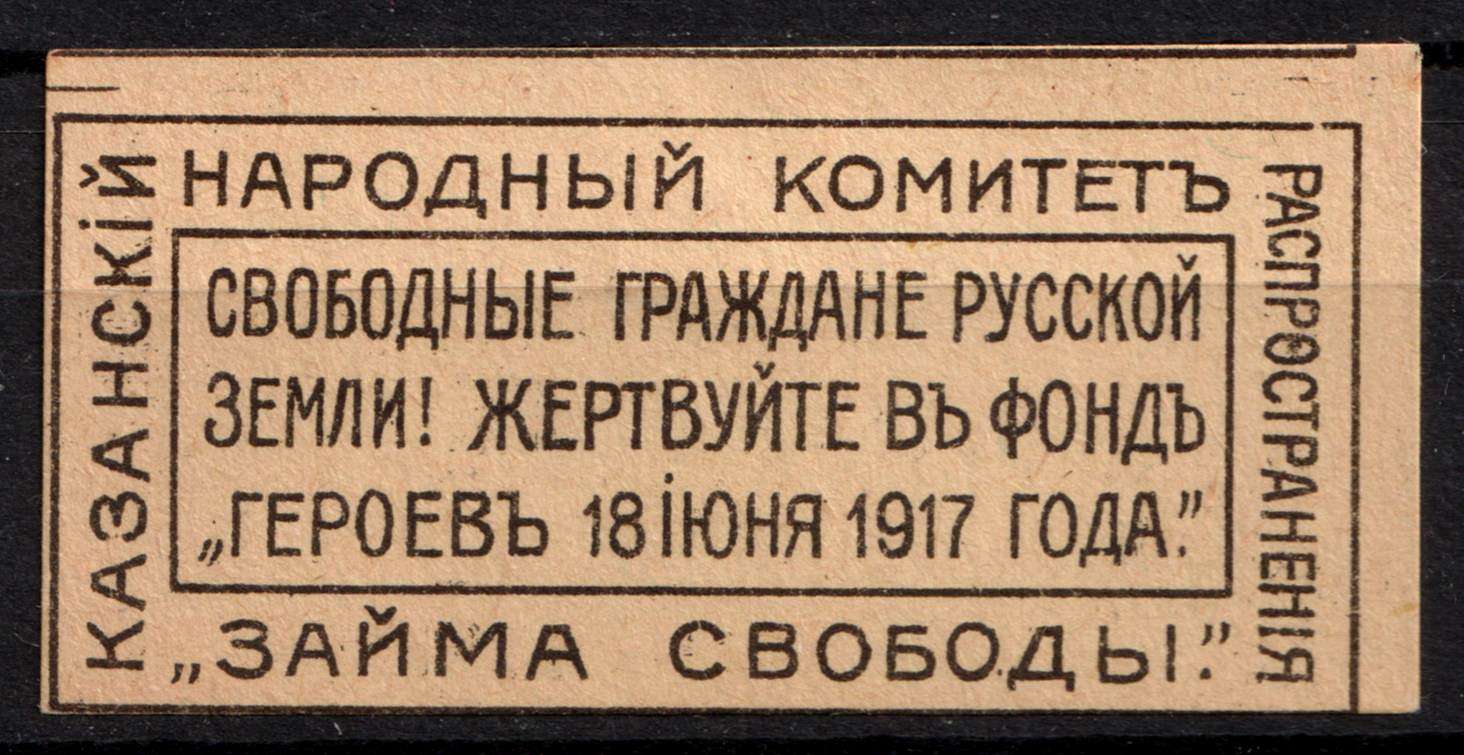 КАЗАНСКІЙ
НАРОДНЫЙ КОМИТЕТЪ
РАСПРОСТРАНЕНІЯ
„ЗАЙМА СВОБОДЫ."
СВОБОДНЫЕ ГРАЖДАНЕ РУССКОЙ
ЗЕМЛИ! ЖЕРТВУЙТЕ ВЪ ФОНДЪ
„ГЕРОЕВЪ 18 ІЮНЯ 1917 ГОДА."